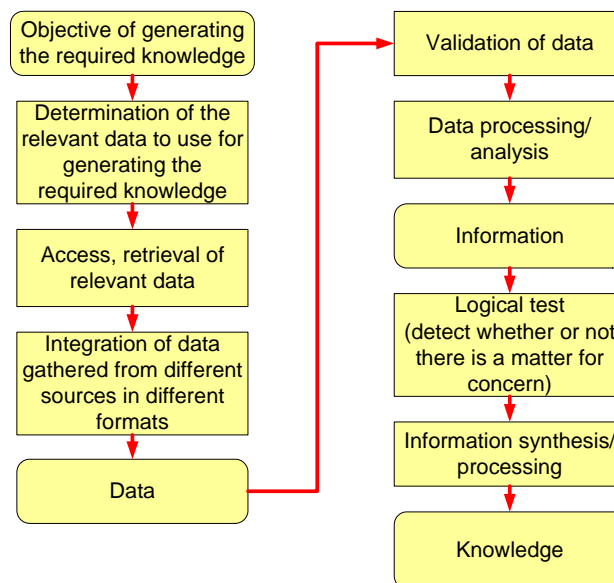 Objective of generating
the required knowledge
Determination of the
relevant data to use for
generating the
required knowledge
Access, retrieval of
relevant data
Integration of data
gathered from different
sources in different
formats
Data
Validation of data
Data processing/
analysis
Information
Logical test
(detect whether or not
there is a matter for
concern)
Information synthesis/
processing
Knowledge